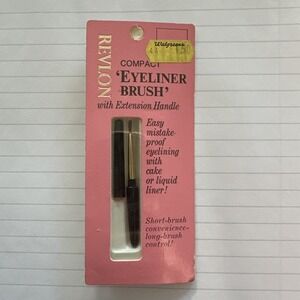 Walgreens
REVLON
COMPACT
'EYELINER
BRUSH'
with Extension Handle
Easy
mistake-
proof
eyelining
with
cake
or liquid
liner!
Short-brush
convenience-
long-brush
control!